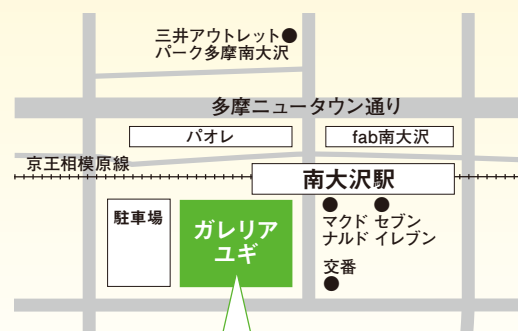 三井アウトレット
パーク多摩南大沢
多摩ニュータウン通り
パオレ
fab南大沢
京王相模原線
南大沢駅
駐車場
ガレリア
ユギ
マクド
ナルド
セブン
イレブン
交番